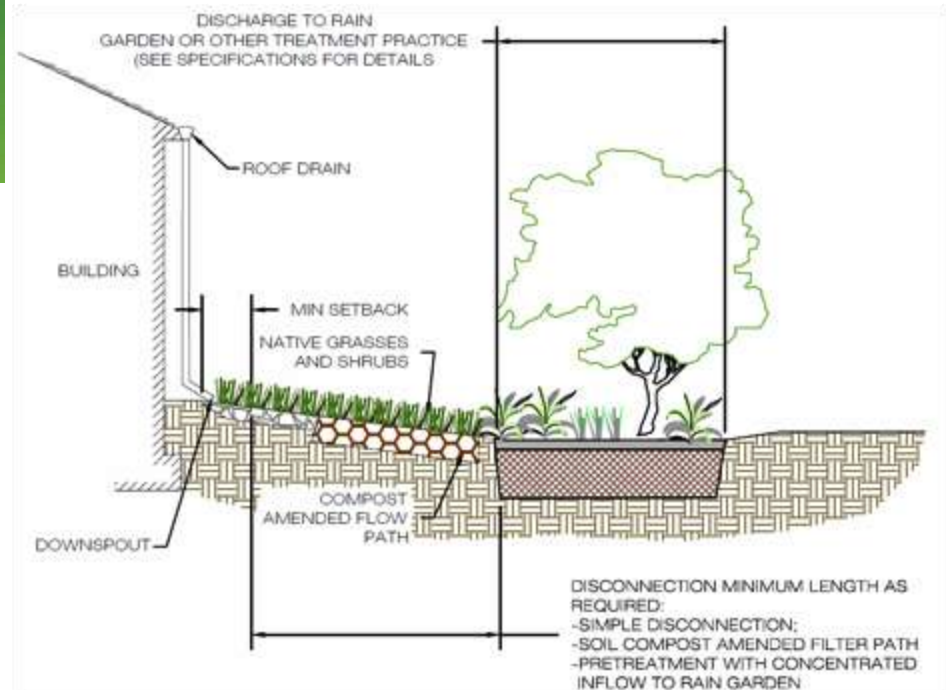 DISCHARGE TO RAIN
GARDEN OR OTHER TREATMENT PRACTICE
(SEE SPECIFICATIONS FOR DETAILS
ROOF DRAIN
BUILDING
MIN SETBACK
NATIVE GRASSES
AND SHRUBS
COMPOST
AMENDED FLOW
PATH
DOWNSPOUT
DISCONNECTION MINIMUM LENGTH AS
REQUIRED:
-SIMPLE DISCONNECTION;
-SOIL COMPOST AMENDED FILTER PATH
-PRETREATMENT WITH CONCENTRATED
INFLOW TO RAIN GARDEN